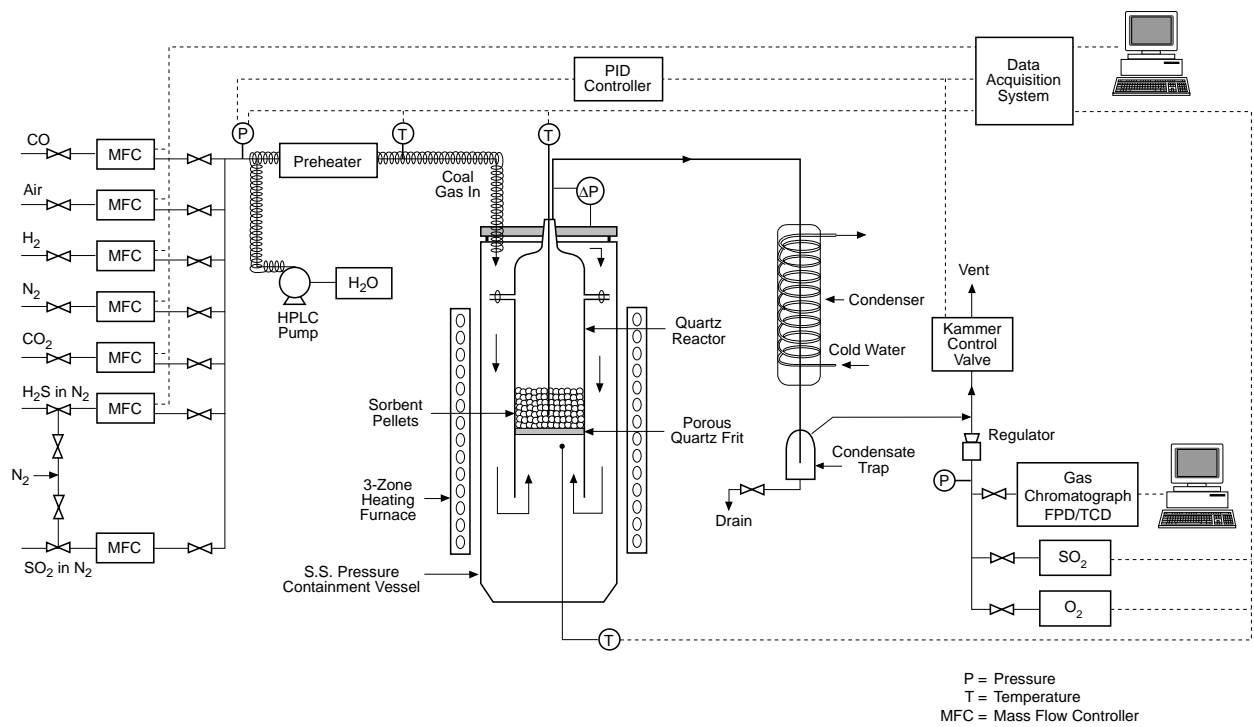 PID
Controller
Data
Acquisition
System
P
T
T
CO
MFC
Preheater
Coal
Gas In
ΔP
Air
MFC
H2
MFC
N2
MFC
H2O
HPLC
Pump
CO2
MFC
H2S in N2
MFC
N2
SO2 in N2
MFC
Quartz
Reactor
Sorbent
Pellets
Porous
Quartz Frit
3-Zone
Heating
Furnace
S.S. Pressure
Containment Vessel
T
Condenser
Cold Water
Condensate
Trap
Drain
Vent
Kammer
Control
Valve
Regulator
P
Gas
Chromatograph
FPD/TCD
SO2
O2
P = Pressure
T = Temperature
MFC = Mass Flow Controller